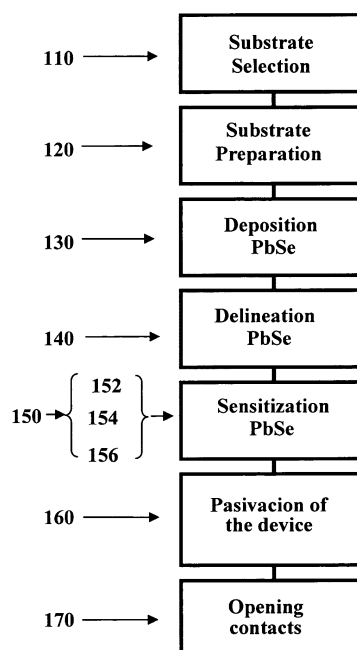 110
Substrate
Selection
120
Substrate
Preparation
130
Deposition
PbSe
140
Delineation
PbSe
150
152
154
156
Sensitization
PbSe
160
Pasivacion of
the device
170
Opening
contacts